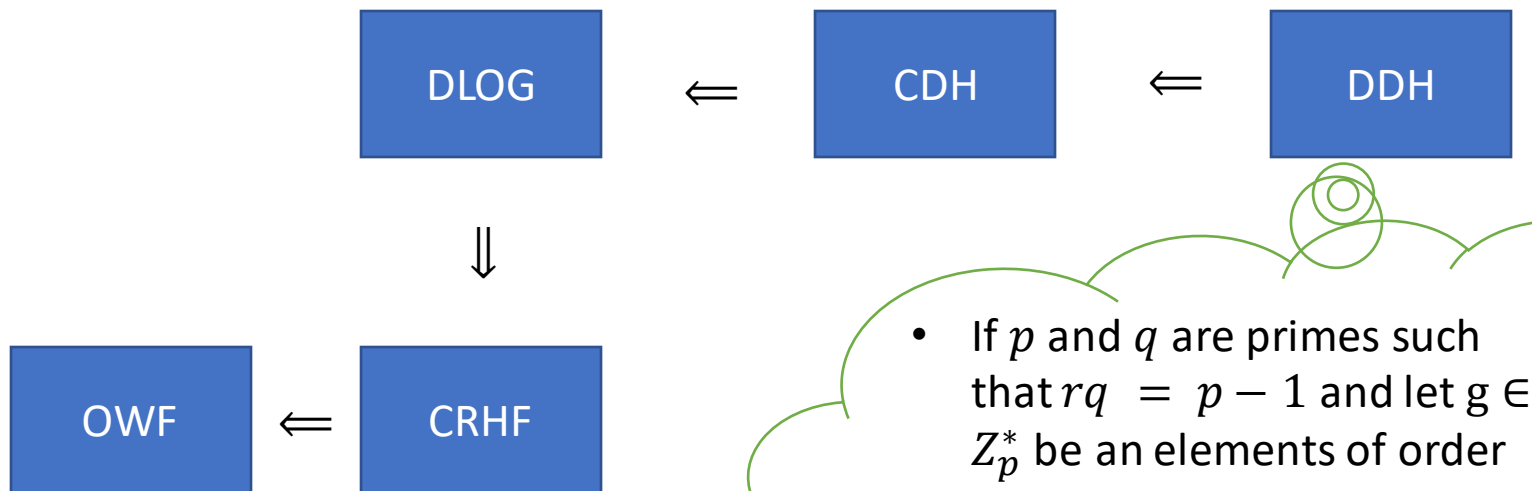 DLOG ⇐ CDH ⇐ DDH
⇓
OWF ⇐ CRHF
• If p and q are primes such
that rq = p − 1 and let g ∈
Z_p^* be an elements of order